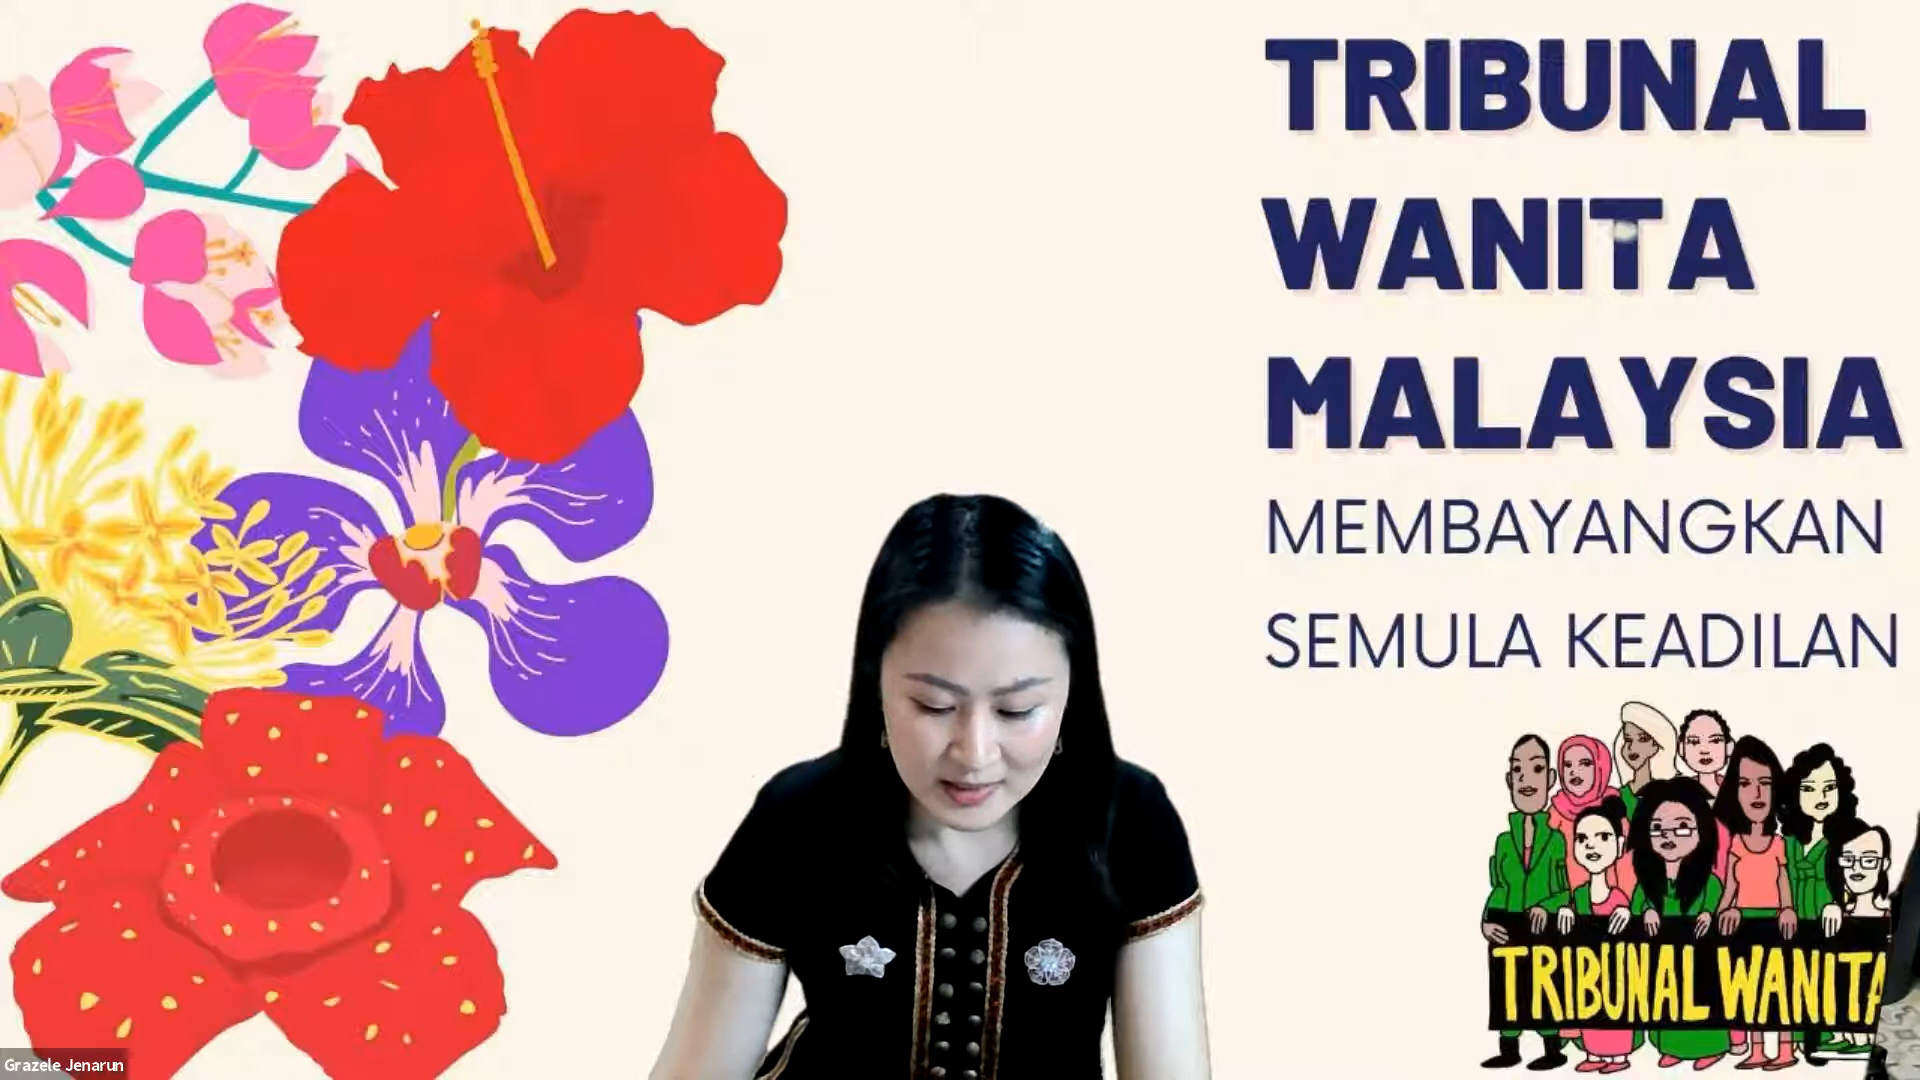 TRIBUNAL
WANITA
MALAYSIA
MEMBAYANGKAN
SEMULA KEADILAN
TRIBUNAL WANITA
Grazele Jenarun